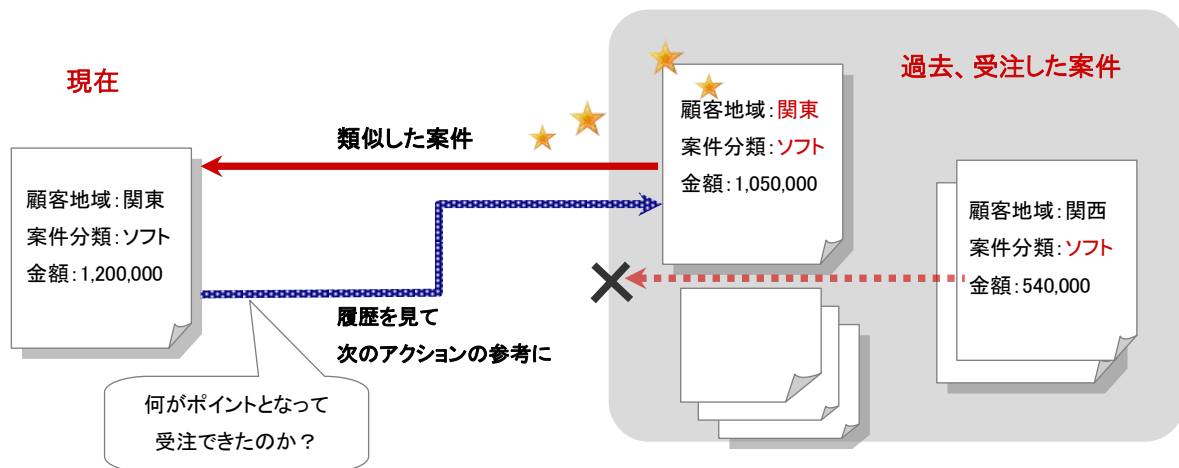 現在
過去、受注した案件
類似した案件
顧客地域：関東
案件分類：ソフト
金額：1,200,000
顧客地域：関東
案件分類：ソフト
金額：1,050,000
顧客地域：関西
案件分類：ソフト
金額：540,000
履歴を見て
次のアクションの参考に
何がポイントとなって
受注できたのか？